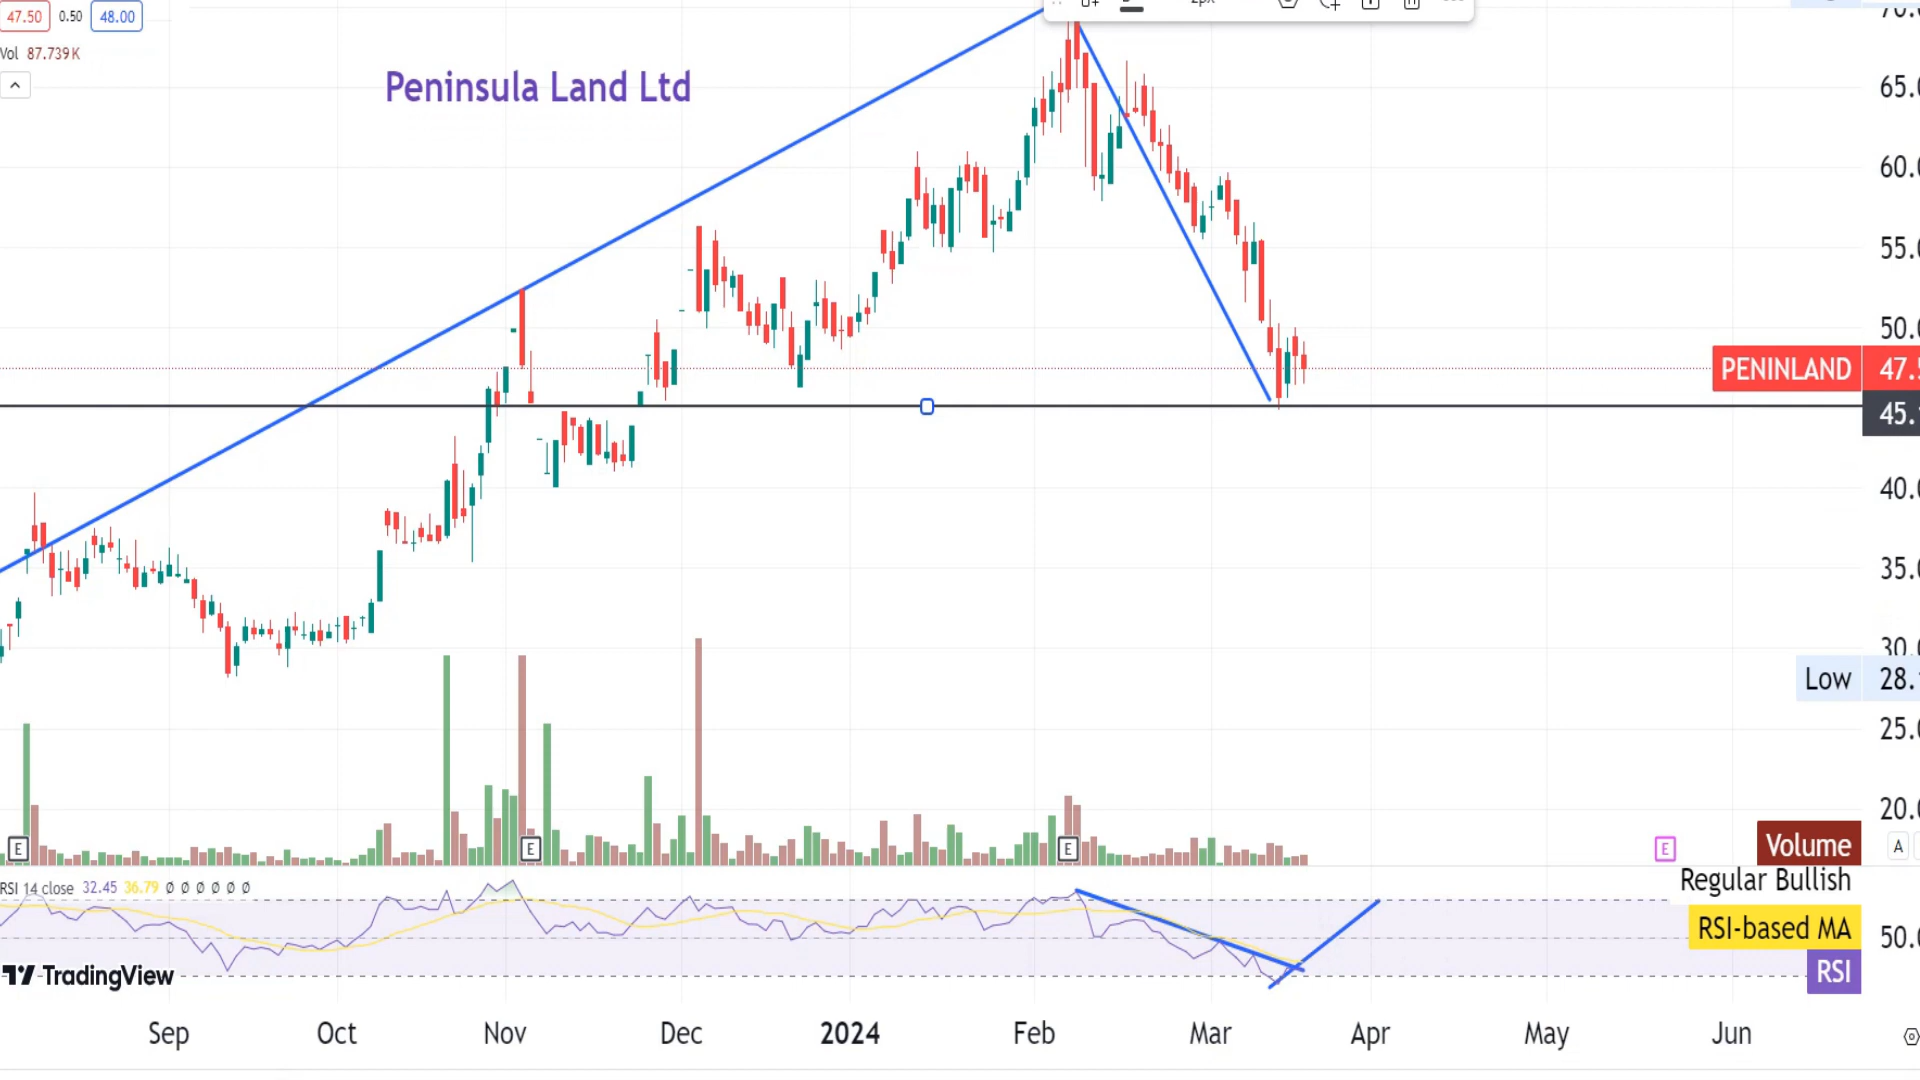 47.50 0.50 48.00
Vol 87.739K
Peninsula Land Ltd
65.0
60.0
55.0
50.0
PENINLAND 47.5
45.
40.0
35.0
30.0
Low 28.
25.0
20.0
E E E E
Volume A
Regular Bullish
RSI 14 close 32.45 36.79 Ø Ø Ø Ø Ø Ø
RSI-based MA 50.0
RSI
TradingView
Sep Oct Nov Dec 2024 Feb Mar Apr May Jun